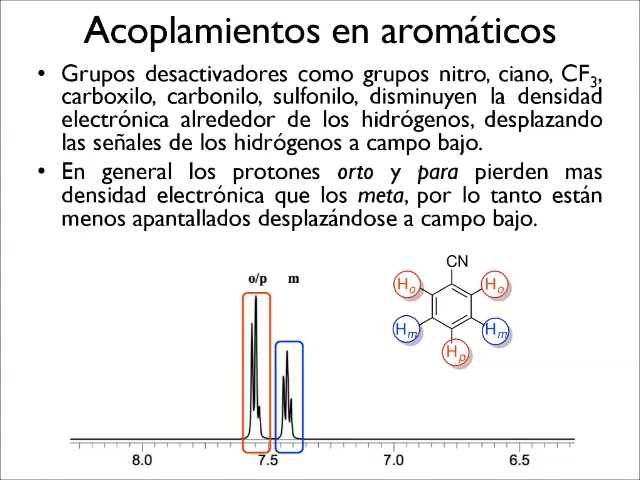 Acoplamientos en aromáticos
• Grupos desactivadores como grupos nitro, ciano, CF3,
carboxilo, carbonilo, sulfonilo, disminuyen la densidad
electrónica alrededor de los hidrógenos, desplazando
las señales de los hidrógenos a campo bajo.
• En general los protones orto y para pierden mas
densidad electrónica que los meta, por lo tanto están
menos apantallados desplazándose a campo bajo.
o/p m
CN
Ho Ho
Hm Hm
Hp
8.0 7.5 7.0 6.5